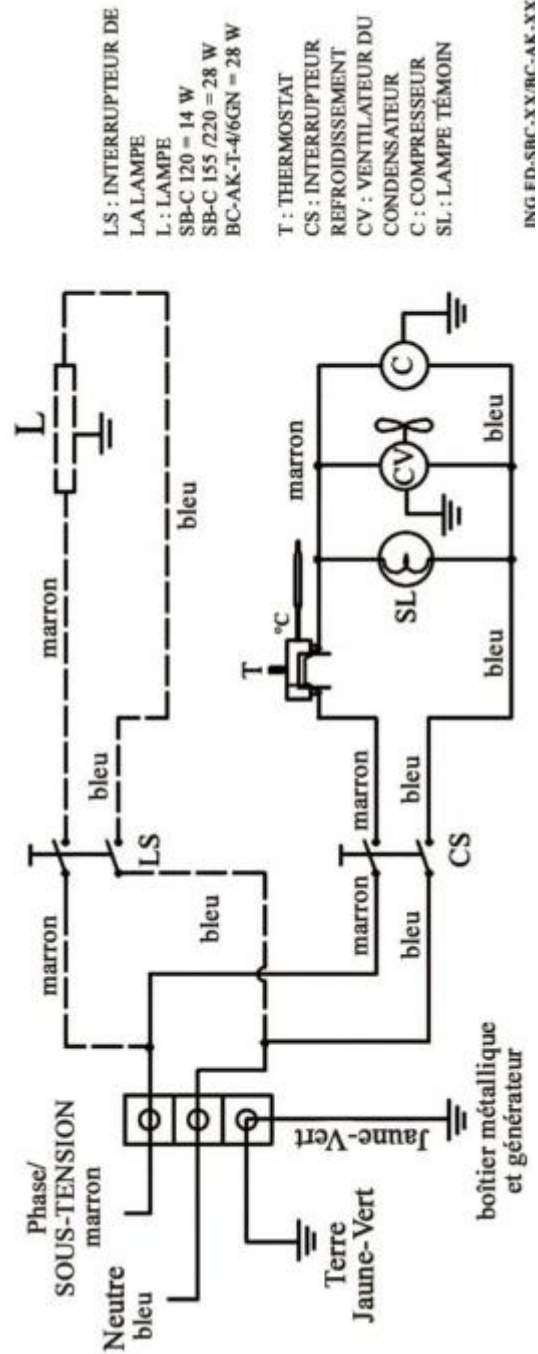 Phase/
SOUS-TENSION
marron
Neutre
bleu
Terre
Jaune-Vert
Jaune-Vert
boîtier métallique
et générateur
marron
LS
bleu
bleu
marron
L
bleu
marron
bleu
CS
marron
bleu
T
°C
marron
SL
CV
C
bleu
bleu
LS : INTERRUPTEUR DE
LA LAMPE
L : LAMPE
SB-C 120 = 14 W
SB-C 155 /220 = 28 W
BC-AK-T-4/6GN = 28 W
T : THERMOSTAT
CS : INTERRUPTEUR
REFROIDISSEMENT
CV : VENTILATEUR DU
CONDENSATEUR
C : COMPRESSEUR
SL : LAMPE TÉMOIN